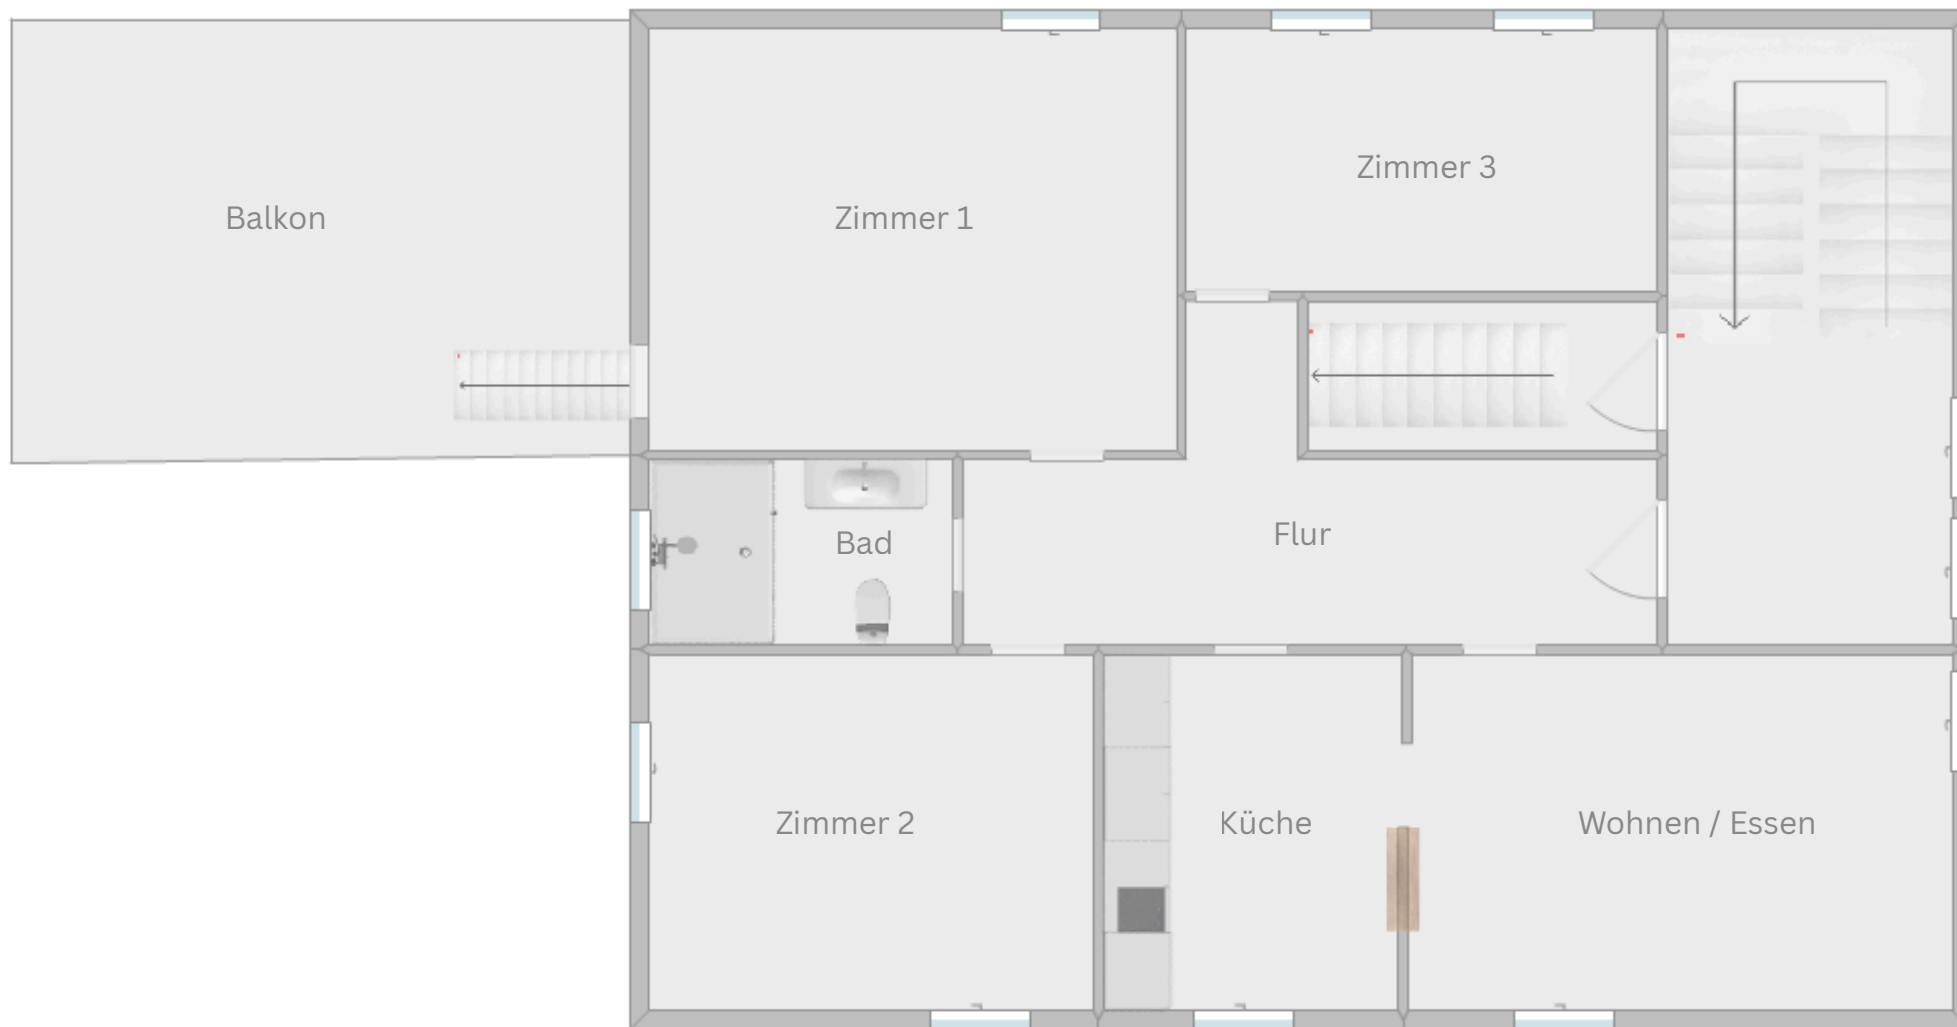 Zimmer 3
Balkon
Zimmer 1
Flur
Bad
Zimmer 2
Küche
Wohnen / Essen